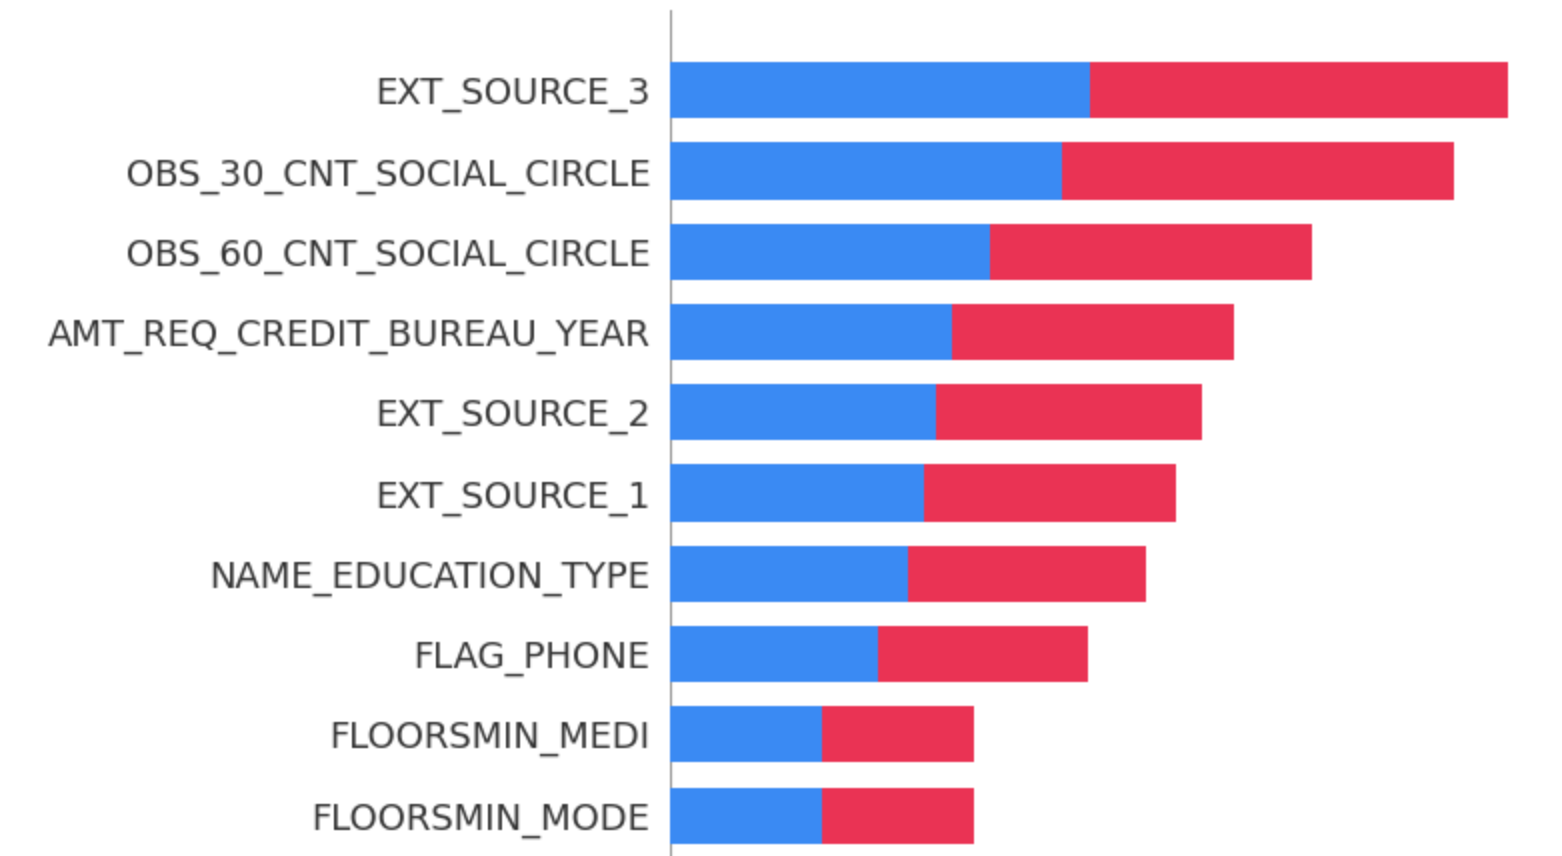 EXT_SOURCE_3
OBS_30_CNT_SOCIAL_CIRCLE
OBS_60_CNT_SOCIAL_CIRCLE
AMT_REQ_CREDIT_BUREAU_YEAR
EXT_SOURCE_2
EXT_SOURCE_1
NAME_EDUCATION_TYPE
FLAG_PHONE
FLOORSMIN_MEDI
FLOORSMIN_MODE